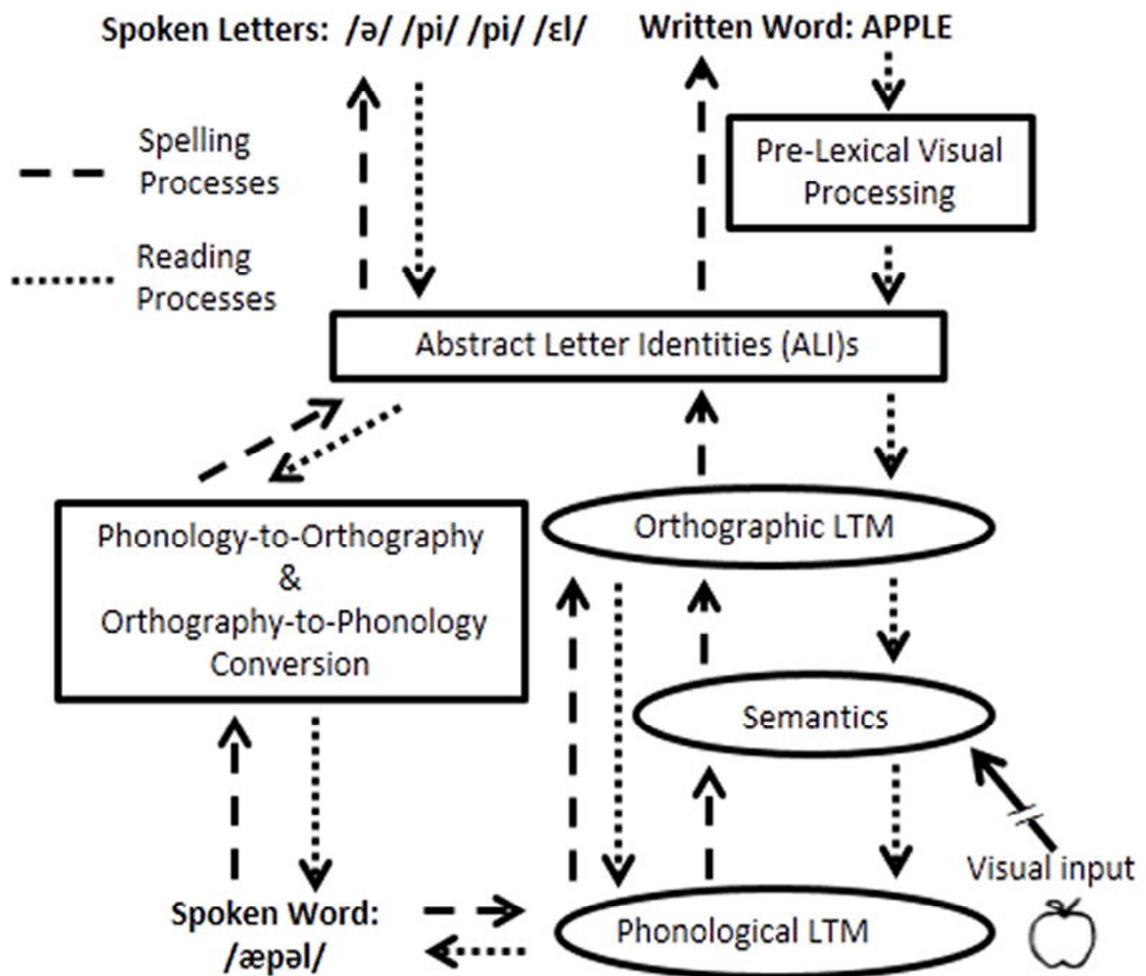 Spoken Letters: /ə/ /pi/ /pi/ /ɛl/
Written Word: APPLE
Spelling
Processes
Reading
Processes
Pre-Lexical Visual
Processing
Abstract Letter Identities (ALI)s
Phonology-to-Orthography
&
Orthography-to-Phonology
Conversion
Orthographic LTM
Semantics
Visual input
Spoken Word:
/æpəl/
Phonological LTM